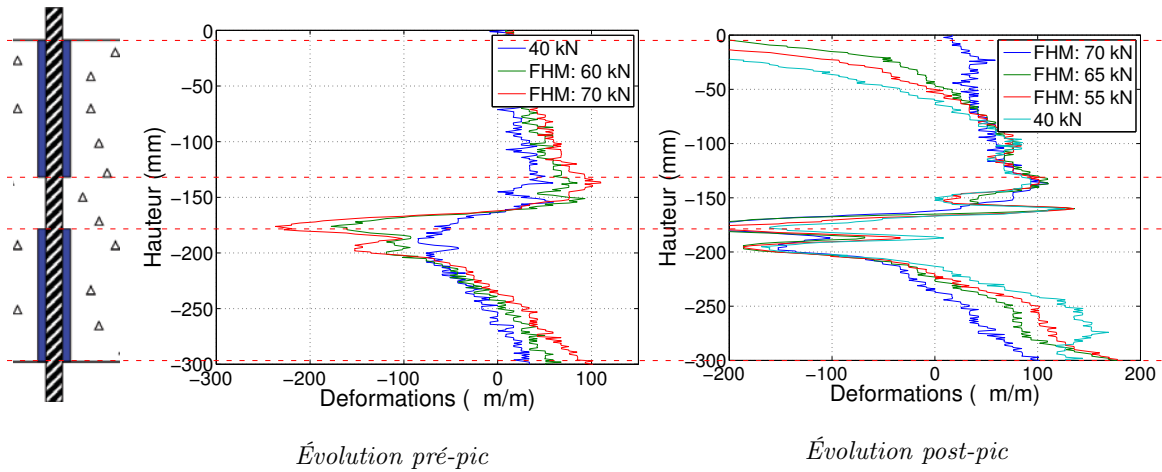 0
−50
−100
−150
−200
−250
−300
Hauteur (mm)
−300 −200 −100 0 100
Deformations ( m/m)
40 kN
FHM: 60 kN
FHM: 70 kN
Évolution pré-pic
0
−50
−100
−150
−200
−250
−300
Hauteur (mm)
−200 −100 0 100 200
Deformations ( m/m)
FHM: 70 kN
FHM: 65 kN
FHM: 55 kN
40 kN
Évolution post-pic